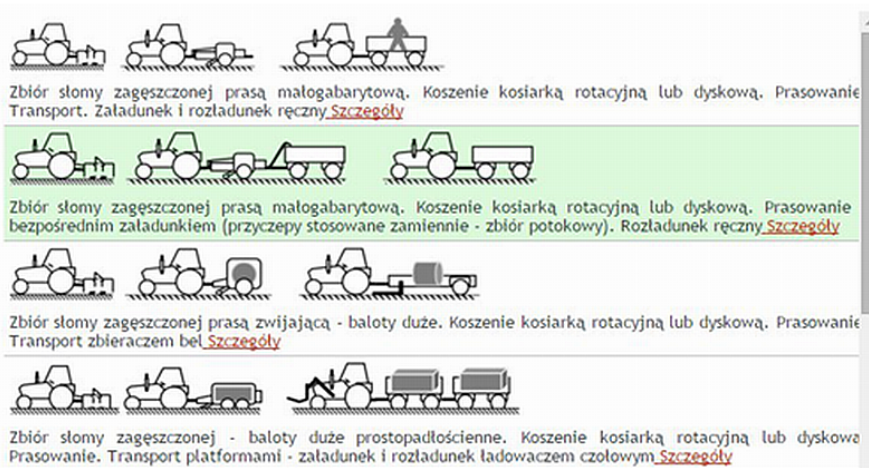 Zbiór słomy zagęszczonej prasą małogabarytową. Koszenie kosiarką rotacyjną lub dyskową. Prasowanie
Transport. Załadunek i rozładunek ręczny Szczegóły
Zbiór słomy zagęszczonej prasą małogabarytową. Koszenie kosiarką rotacyjną lub dyskową. Prasowanie
bezpośrednim załadunkiem (przyczepy stosowane zamiennie - zbiór potokowy). Rozładunek ręczny Szczegóły
Zbiór słomy zagęszczonej prasą zwijającą - baloty duże. Koszenie kosiarką rotacyjną lub dyskową. Prasowanie
Transport zbieraczem bel Szczegóły
Zbiór słomy zagęszczonej - baloty duże prostopadłościenne. Koszenie kosiarką rotacyjną lub dyskowa
Prasowanie. Transport platformami - załadunek i rozładunek ładowaczem czołowym Szczegóły